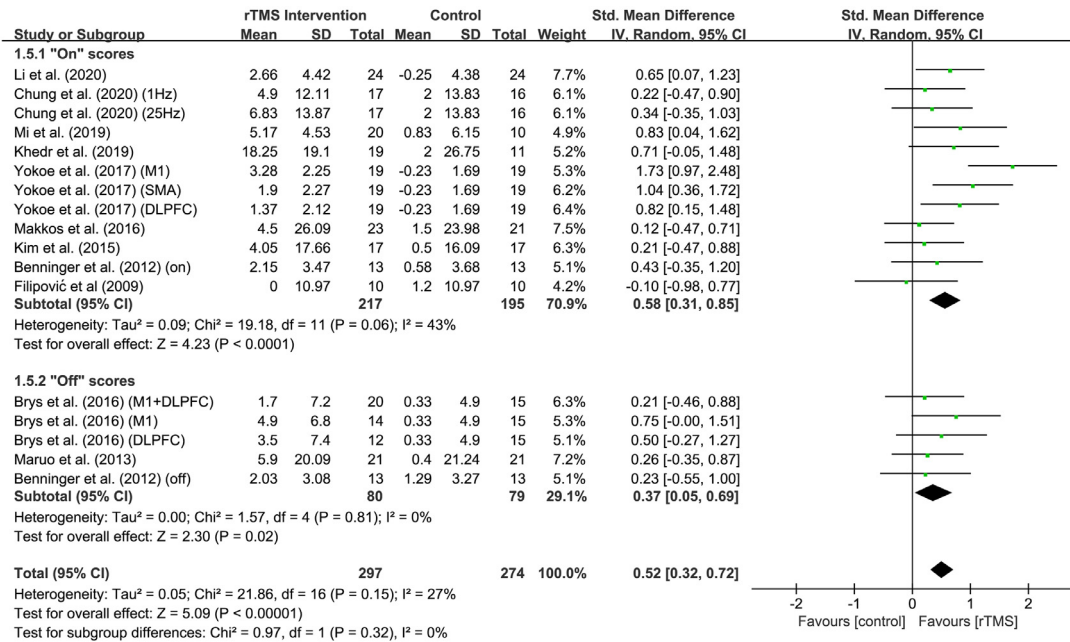 rTMS Intervention Control Std. Mean Difference Std. Mean Difference
Study or Subgroup Mean SD Total Mean SD Total Weight IV, Random, 95% CI IV, Random, 95% CI
1.5.1 "On" scores
Li et al. (2020) 2.66 4.42 24 -0.25 4.38 24 7.7% 0.65 [0.07, 1.23]
Chung et al. (2020) (1Hz) 4.9 12.11 17 2 13.83 16 6.1% 0.22 [-0.47, 0.90]
Chung et al. (2020) (25Hz) 6.83 13.87 17 2 13.83 16 6.1% 0.34 [-0.35, 1.03]
Mi et al. (2019) 5.17 4.53 20 0.83 6.15 10 4.9% 0.83 [0.04, 1.62]
Khedr et al. (2019) 18.25 19.1 19 2 26.75 11 5.2% 0.71 [-0.05, 1.48]
Yokoe et al. (2017) (M1) 3.28 2.25 19 -0.23 1.69 19 5.3% 1.73 [0.97, 2.48]
Yokoe et al. (2017) (SMA) 1.9 2.27 19 -0.23 1.69 19 6.2% 1.04 [0.36, 1.72]
Yokoe et al. (2017) (DLPFC) 1.37 2.12 19 -0.23 1.69 19 6.4% 0.82 [0.15, 1.48]
Makkos et al. (2016) 4.5 26.09 23 1.5 23.98 21 7.5% 0.12 [-0.47, 0.71]
Kim et al. (2015) 4.05 17.66 17 0.5 16.09 17 6.3% 0.21 [-0.47, 0.88]
Benninger et al. (2012) (on) 2.15 3.47 13 0.58 3.68 13 5.1% 0.43 [-0.35, 1.20]
Filipović et al (2009) 0 10.97 10 1.2 10.97 10 4.2% -0.10 [-0.98, 0.77]
Subtotal (95% CI) 217 195 70.9% 0.58 [0.31, 0.85]
Heterogeneity: Tau² = 0.09; Chi² = 19.18, df = 11 (P = 0.06); I² = 43%
Test for overall effect: Z = 4.23 (P < 0.0001)
1.5.2 "Off" scores
Brys et al. (2016) (M1+DLPFC) 1.7 7.2 20 0.33 4.9 15 6.3% 0.21 [-0.46, 0.88]
Brys et al. (2016) (M1) 4.9 6.8 14 0.33 4.9 15 5.3% 0.75 [-0.00, 1.51]
Brys et al. (2016) (DLPFC) 3.5 7.4 12 0.33 4.9 15 5.1% 0.50 [-0.27, 1.27]
Maruo et al. (2013) 5.9 20.09 21 0.4 21.24 21 7.2% 0.26 [-0.35, 0.87]
Benninger et al. (2012) (off) 2.03 3.08 13 1.29 3.27 13 5.1% 0.23 [-0.55, 1.00]
Subtotal (95% CI) 80 79 29.1% 0.37 [0.05, 0.69]
Heterogeneity: Tau² = 0.00; Chi² = 1.57, df = 4 (P = 0.81); I² = 0%
Test for overall effect: Z = 2.30 (P = 0.02)
Total (95% CI) 297 274 100.0% 0.52 [0.32, 0.72]
Heterogeneity: Tau² = 0.05; Chi² = 21.86, df = 16 (P = 0.15); I² = 27%
Test for overall effect: Z = 5.09 (P < 0.00001)
Test for subgroup differences: Chi² = 0.97, df = 1 (P = 0.32), I² = 0%
-2 -1 0 1 2
Favours [control] Favours [rTMS]